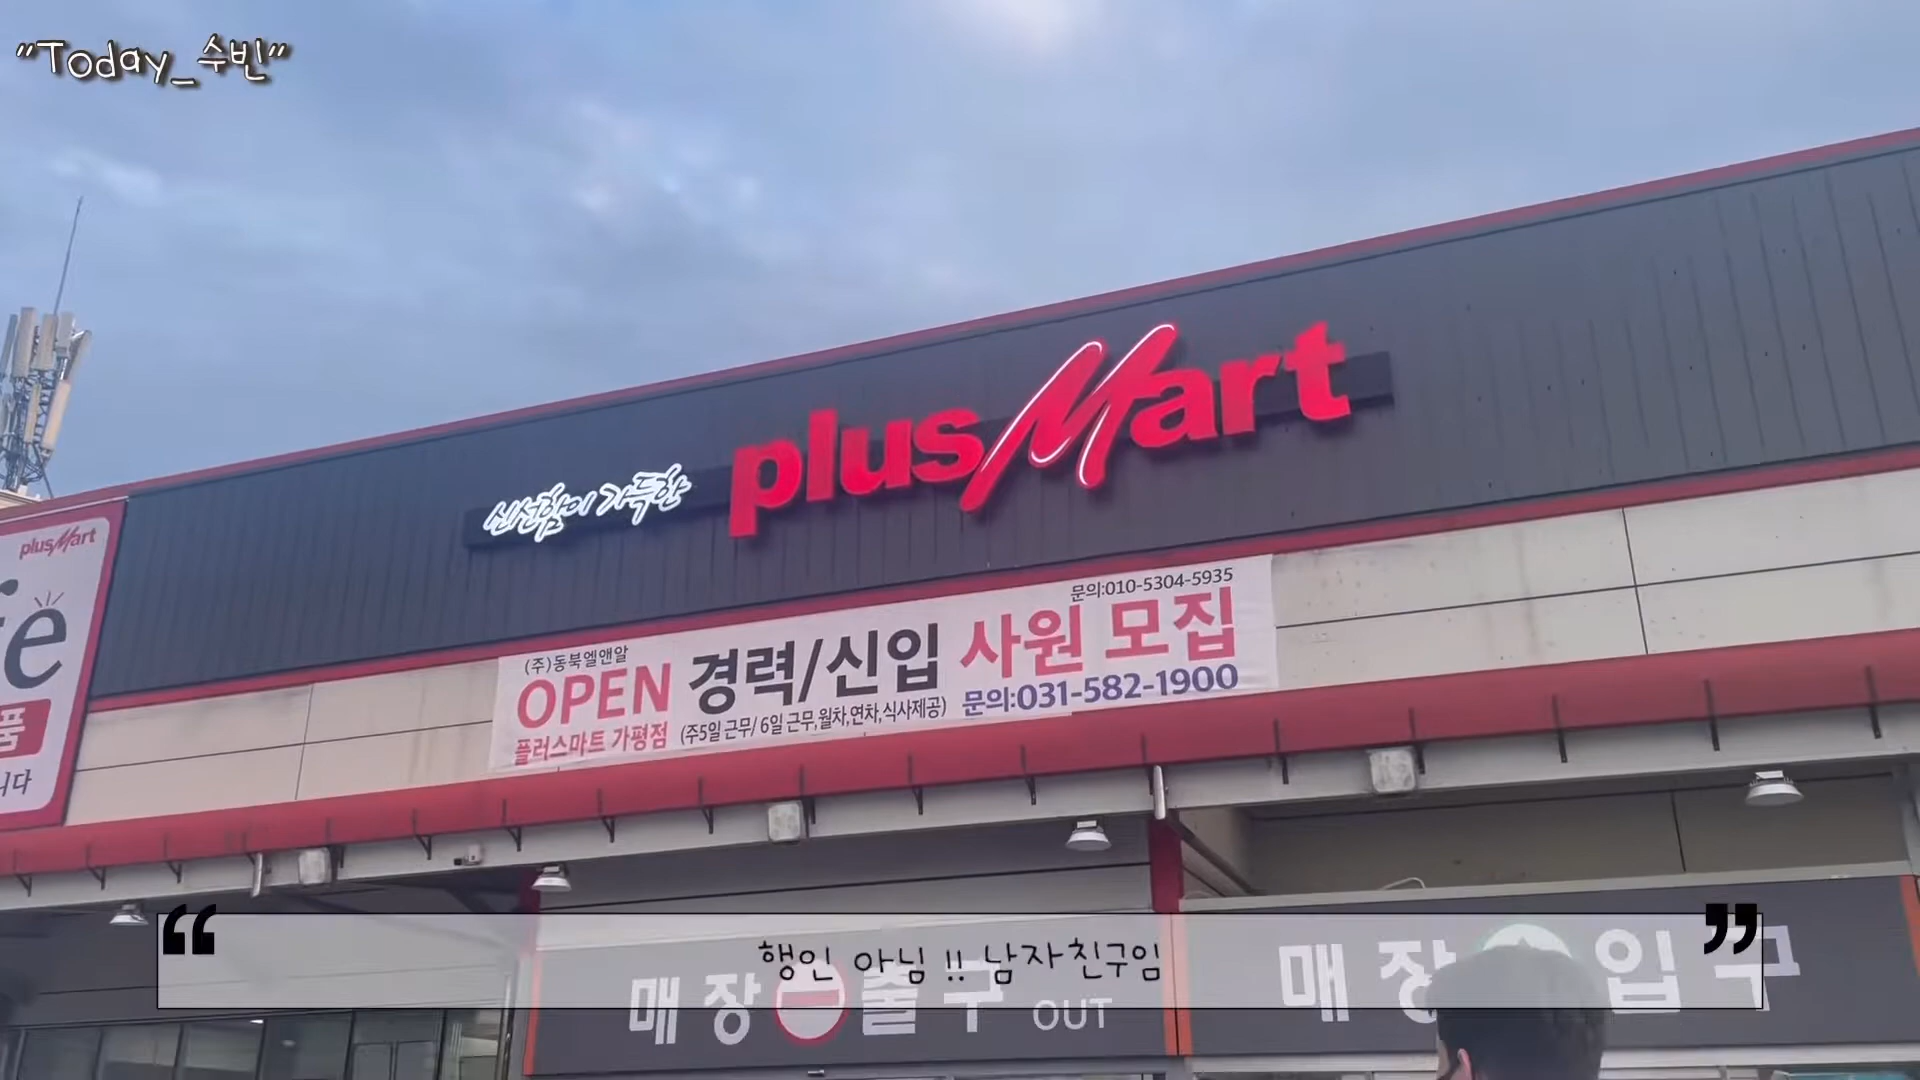 "Today_수빈"
신선함이 가득한 plusMart
plusMart
문의:010-5304-5935
(주)동북엘앤알
OPEN 경력/신입 사원 모집
플러스마트 가평점 (주5일 근무/ 6일 근무,월차,연차,식사제공) 문의:031-582-1900
품
니다
행인 아님 !! 남자친구임
매장 출구 OUT
매장 입구